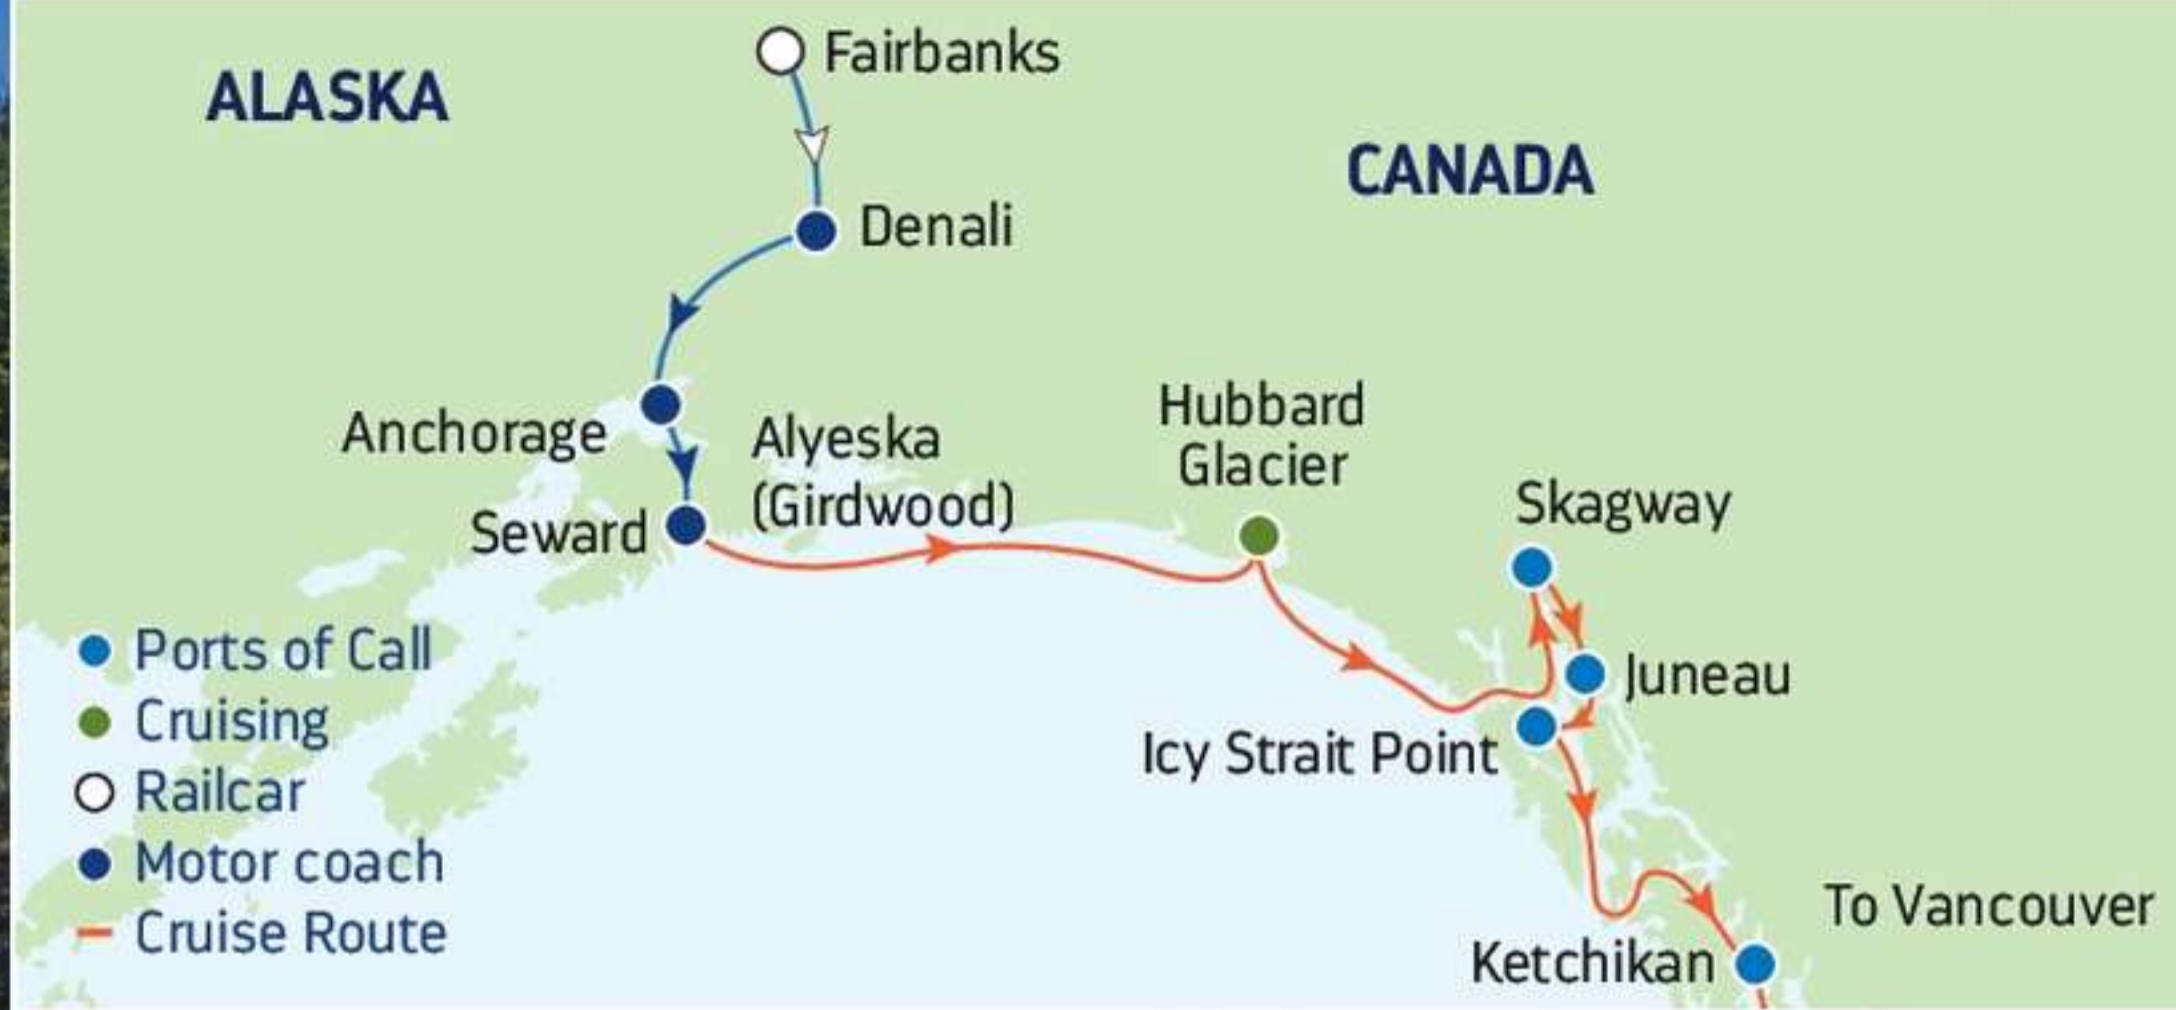 ALASKA
Fairbanks
CANADA
Denali
Anchorage
Alyeska
(Girdwood)
Hubbard
Glacier
Seward
Skagway
Juneau
Icy Strait Point
Ports of Call
Cruising
Railcar
Motor coach
Cruise Route
To Vancouver
Ketchikan